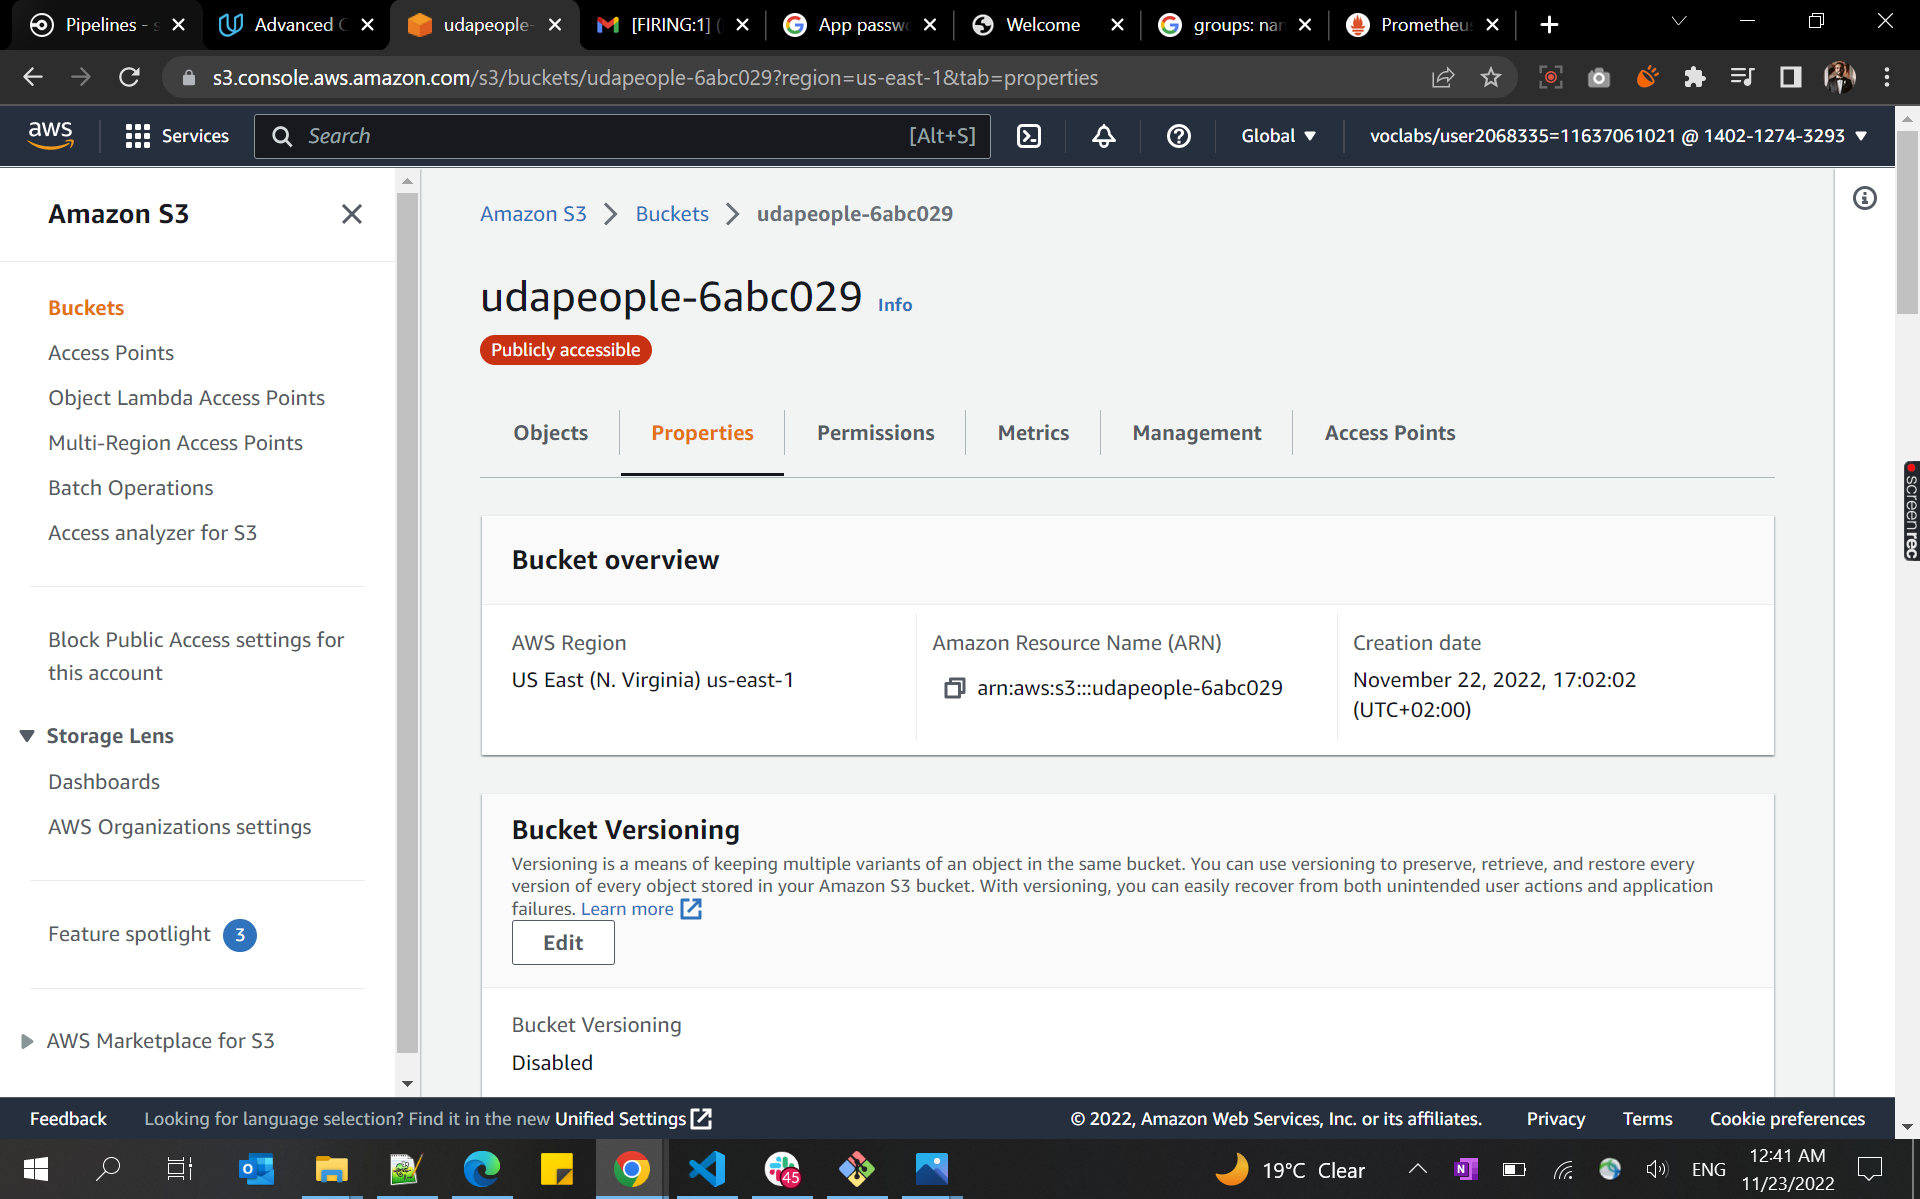 Pipelines - s
Advanced C
udapeople-
[FIRING:1] (
App passwo
Welcome
groups: nan
Prometheus
s3.console.aws.amazon.com/s3/buckets/udapeople-6abc029?region=us-east-1&tab=properties
aws
Services
Search
[Alt+S]
Global
voclabs/user2068335=11637061021 @ 1402-1274-3293
Amazon S3
Buckets
Access Points
Object Lambda Access Points
Multi-Region Access Points
Batch Operations
Access analyzer for S3
Block Public Access settings for
this account
Storage Lens
Dashboards
AWS Organizations settings
Feature spotlight 3
AWS Marketplace for S3
Amazon S3 > Buckets > udapeople-6abc029
udapeople-6abc029 Info
Publicly accessible
Objects
Properties
Permissions
Metrics
Management
Access Points
Bucket overview
AWS Region
US East (N. Virginia) us-east-1
Amazon Resource Name (ARN)
arn:aws:s3:::udapeople-6abc029
Creation date
November 22, 2022, 17:02:02
(UTC+02:00)
Bucket Versioning
Versioning is a means of keeping multiple variants of an object in the same bucket. You can use versioning to preserve, retrieve, and restore every
version of every object stored in your Amazon S3 bucket. With versioning, you can easily recover from both unintended user actions and application
failures. Learn more
Edit
Bucket Versioning
Disabled
screenrec
Feedback
Looking for language selection? Find it in the new Unified Settings
© 2022, Amazon Web Services, Inc. or its affiliates.
Privacy
Terms
Cookie preferences
45
19°C Clear
ENG
12:41 AM
11/23/2022